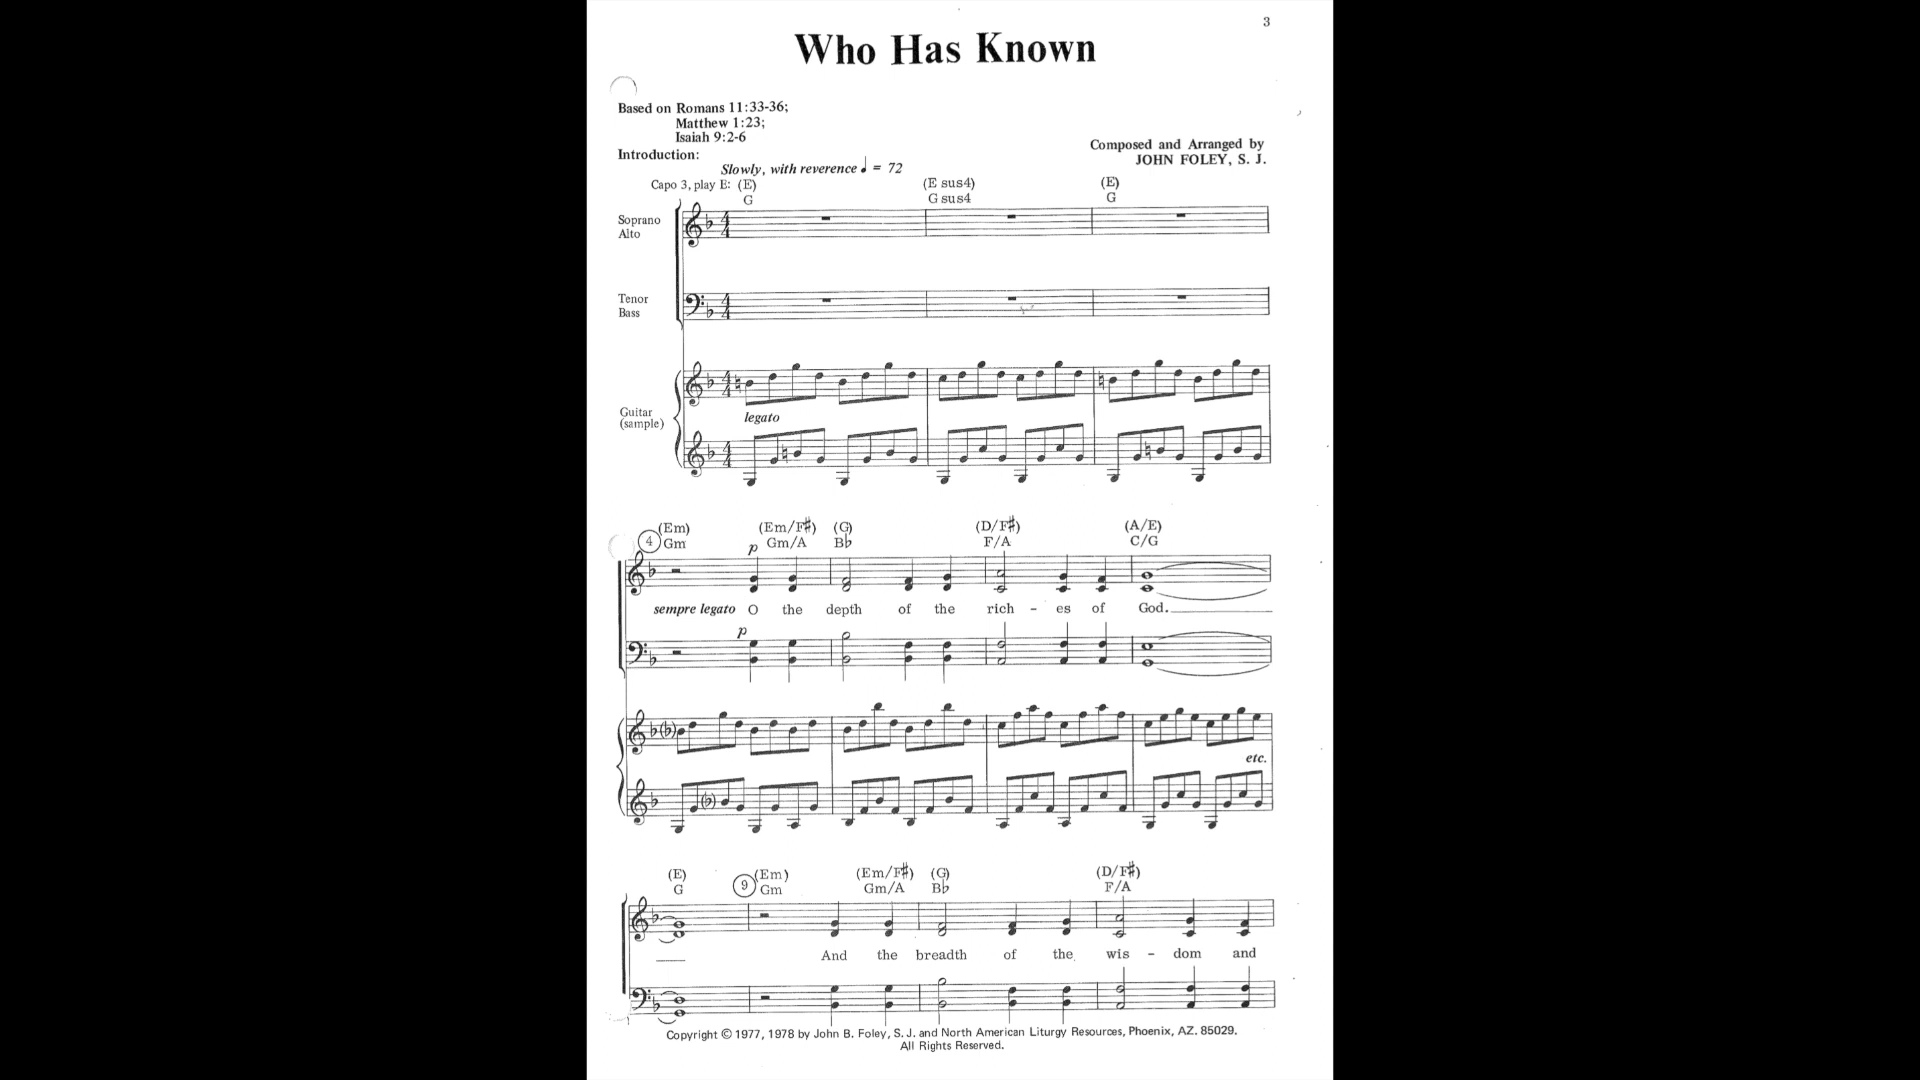 3
Who Has Known
Based on Romans 11:33-36;
Matthew 1:23;
Isaiah 9:2-6
Composed and Arranged by
JOHN FOLEY, S. J.
Introduction:
Slowly, with reverence ♩ = 72
Capo 3, play E: (E) (E sus4) (E)
G G sus4 G
Soprano
Alto
Tenor
Bass
Guitar
(sample)
legato
(Em) (Em/F♯) (G) (D/F♯) (A/E)
4 Gm p Gm/A B♭ F/A C/G
sempre legato O the depth of the rich - es of God.
p
etc.
(E) (Em) (Em/F♯) (G) (D/F♯)
G 9 Gm Gm/A B♭ F/A
And the breadth of the wis - dom and
Copyright © 1977, 1978 by John B. Foley, S. J. and North American Liturgy Resources, Phoenix, AZ. 85029.
All Rights Reserved.